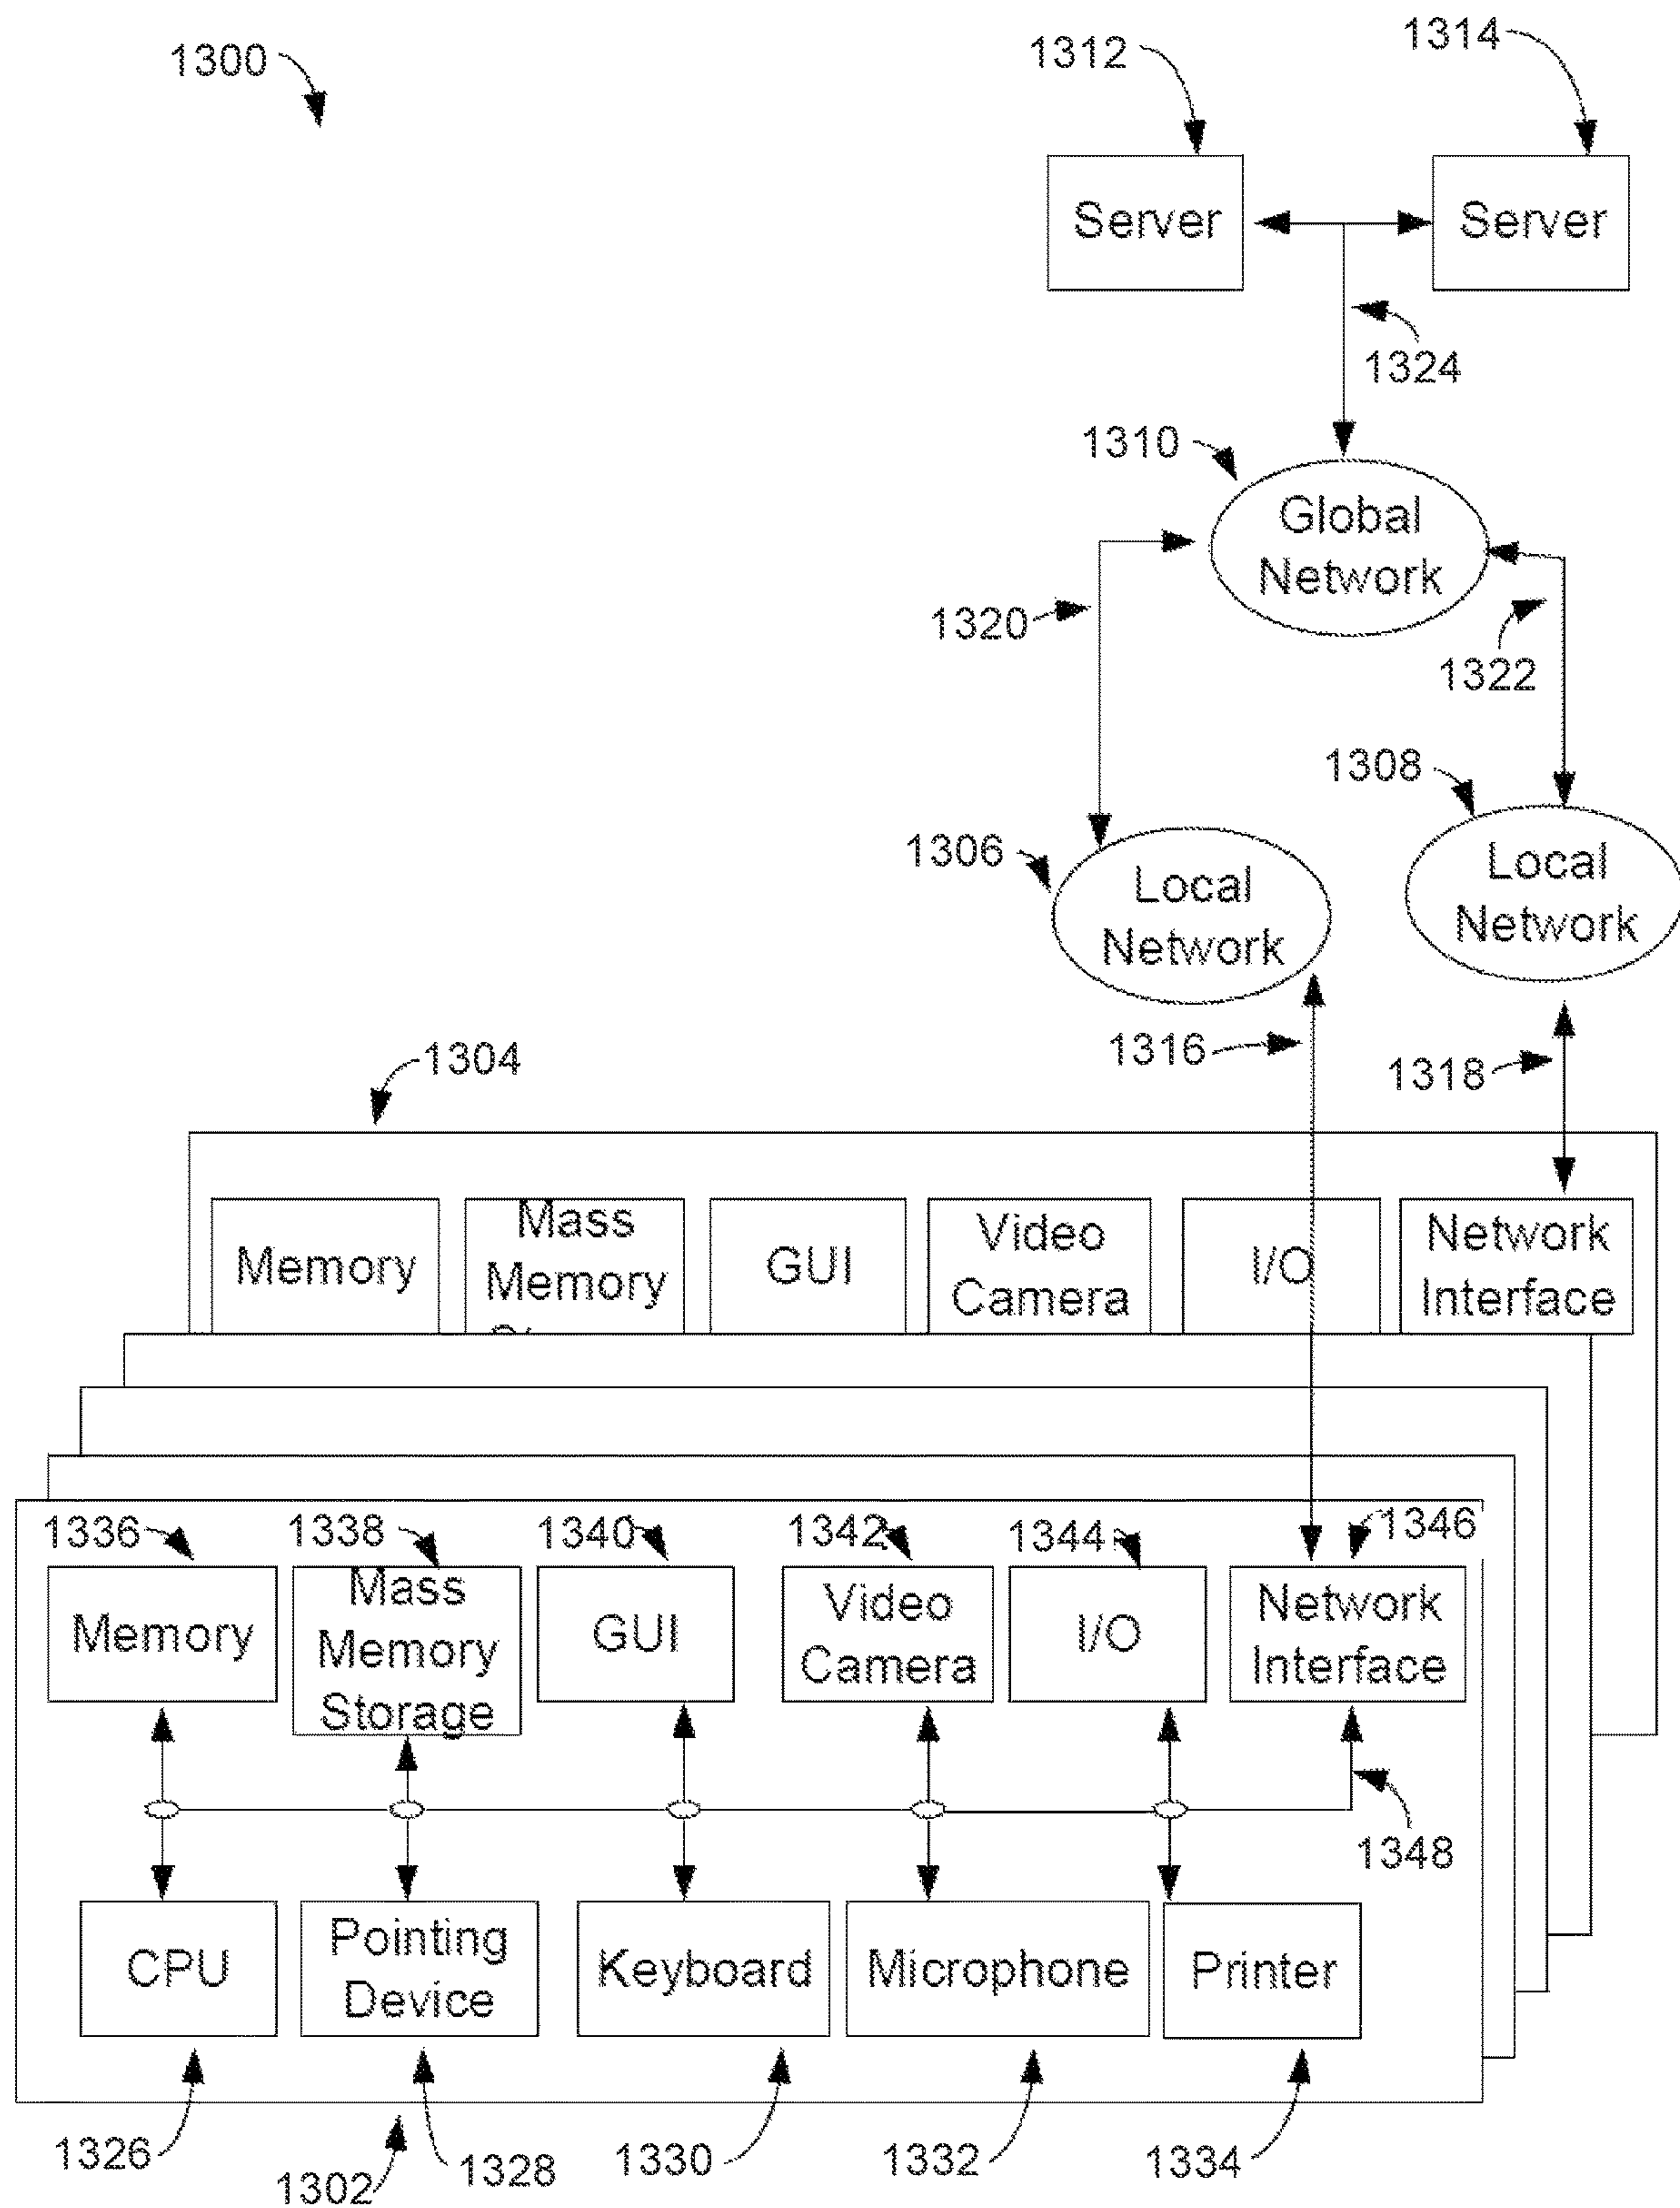 1300
1312
1314
Server
Server
1324
1310
Global
Network
1320
1322
1308
1306
Local
Network
Local
Network
1316
1318
1304
Memory
Mass
Memory
GUI
Video
Camera
I/O
Network
Interface
1336
1338
1340
1342
1344
1346
Memory
Mass
Memory
Storage
GUI
Video
Camera
I/O
Network
Interface
1348
CPU
Pointing
Device
Keyboard
Microphone
Printer
1326
1302
1328
1330
1332
1334